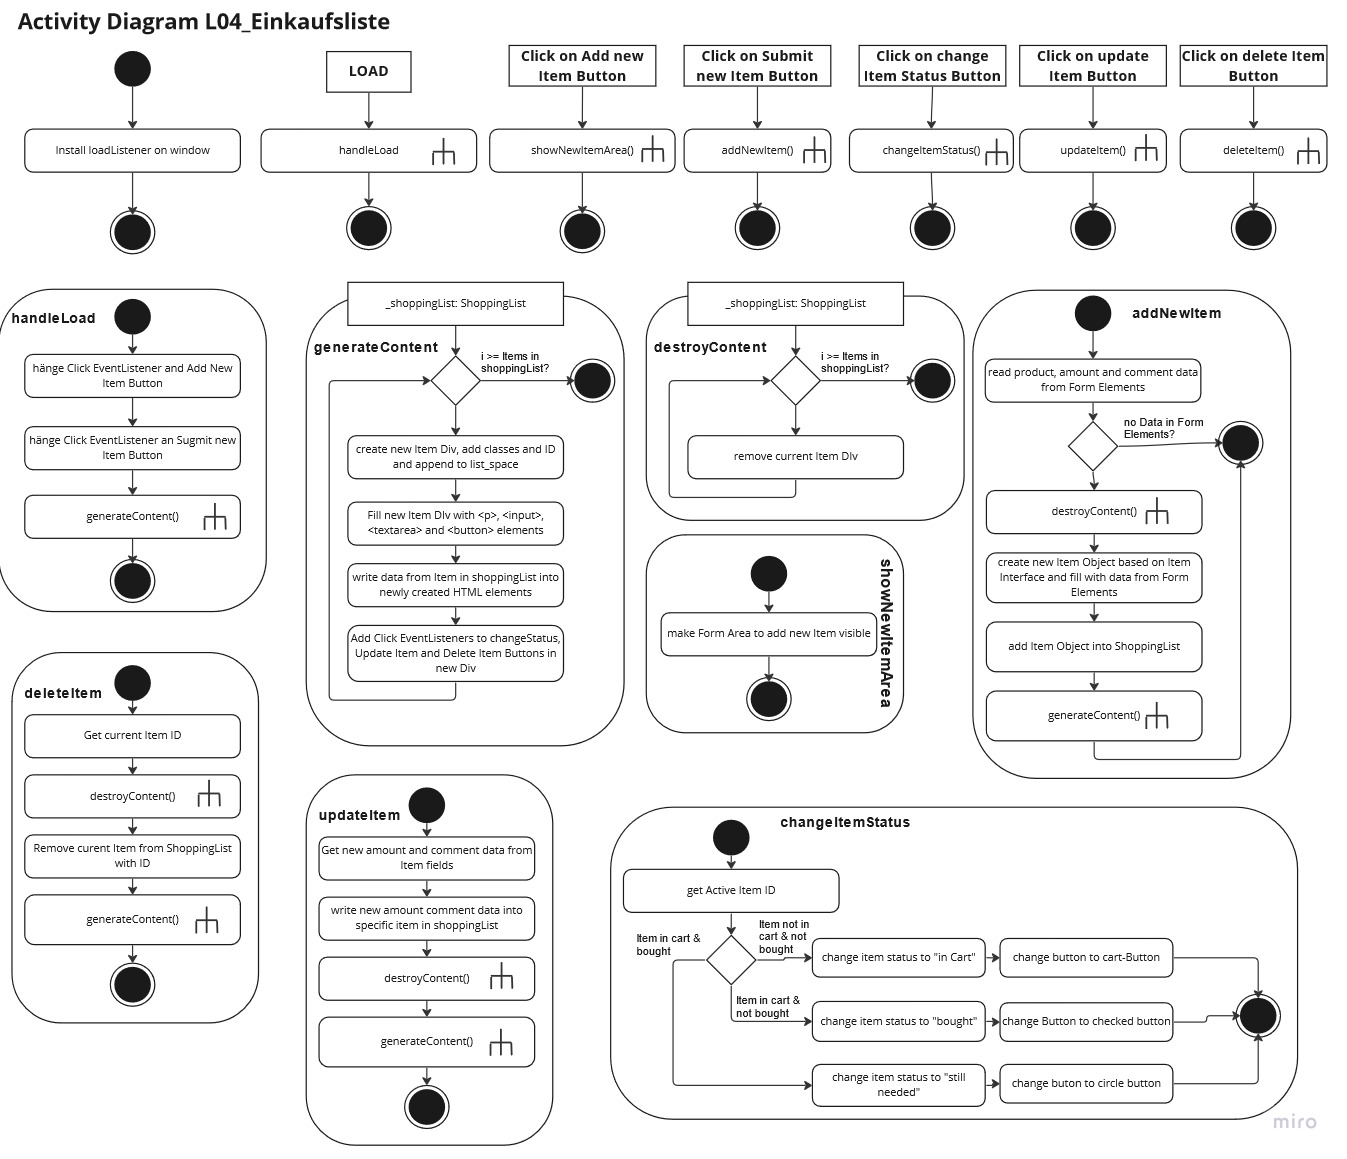 Activity Diagram L04_Einkaufsliste
Install loadListener on window
LOAD
handleLoad
Click on Add new
Item Button
showNewItemArea()
Click on Submit
new Item Button
addNewItem()
Click on change
Item Status Button
changeItemStatus()
Click on update
Item Button
updateItem()
Click on delete Item
Button
deleteItem()
handleLoad
hänge Click EventListener and Add New
Item Button
hänge Click EventListener an Sugmit new
Item Button
generateContent()
_shoppingList: ShoppingList
generateContent
i >= Items in
shoppingList?
create new Item Div, add classes and ID
and append to list_space
Fill new Item DIv with <p>, <input>,
<textarea> and <button> elements
write data from Item in shoppingList into
newly created HTML elements
Add Click EventListeners to changeStatus,
Update Item and Delete Item Buttons in
new Div
_shoppingList: ShoppingList
destroyContent
i >= Items in
shoppingList?
remove current Item DIv
showNewItemArea
make Form Area to add new Item visible
addNewItem
read product, amount and comment data
from Form Elements
no Data in Form
Elements?
destroyContent()
create new Item Object based on Item
Interface and fill with data from Form
Elements
add Item Object into ShoppingList
generateContent()
deleteItem
Get current Item ID
destroyContent()
Remove curent Item from ShoppingList
with ID
generateContent()
updateItem
Get new amount and comment data from
Item fields
write new amount comment data into
specific item in shoppingList
destroyContent()
generateContent()
changeItemStatus
get Active Item ID
Item in cart &
bought
Item not in
cart & not
bought
Item in cart &
not bought
change item status to "in Cart"
change button to cart-Button
change item status to "bought"
change Button to checked button
change item status to "still
needed"
change buton to circle button
miro